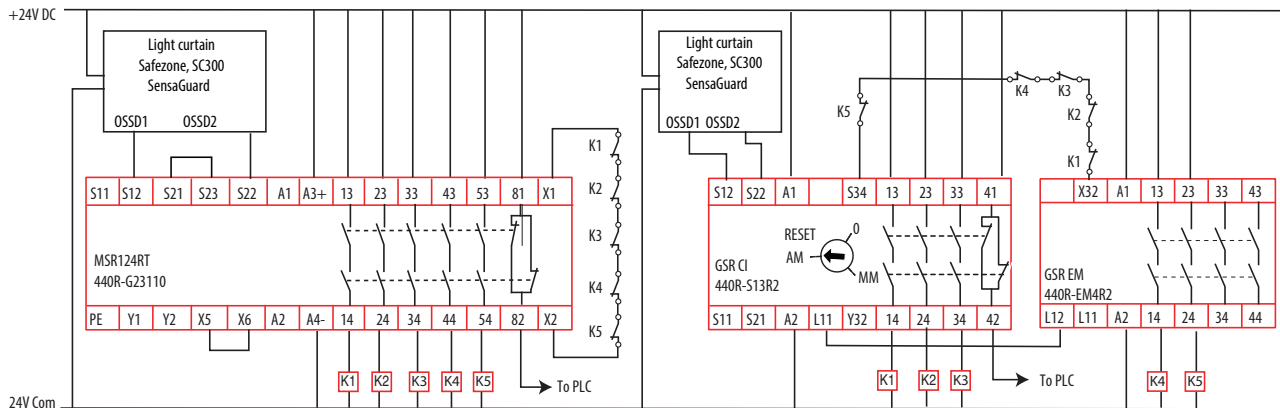 +24V DC
Light curtain
Safezone, SC300
SensaGuard
OSSD1 OSSD2
Light curtain
Safezone, SC300
SensaGuard
OSSD1 OSSD2
K4 K3
K5
K2
K1
K1
K2
K3
K4
K5
S11 S12 S21 S23 S22 A1 A3+ 13 23 33 43 53 81 X1
MSR124RT
440R-G23110
PE Y1 Y2 X5 X6 A2 A4- 14 24 34 44 54 82 X2
S12 S22 A1 S34 13 23 33 41
RESET
0
AM
MM
GSR CI
440R-S13R2
S11 S21 A2 L11 Y32 14 24 34 42
X32 A1 13 23 33 43
GSR EM
440R-EM4R2
L12 L11 A2 14 24 34 44
K1 K2 K3 K4 K5 To PLC
K1 K2 K3 To PLC K4 K5
24V Com